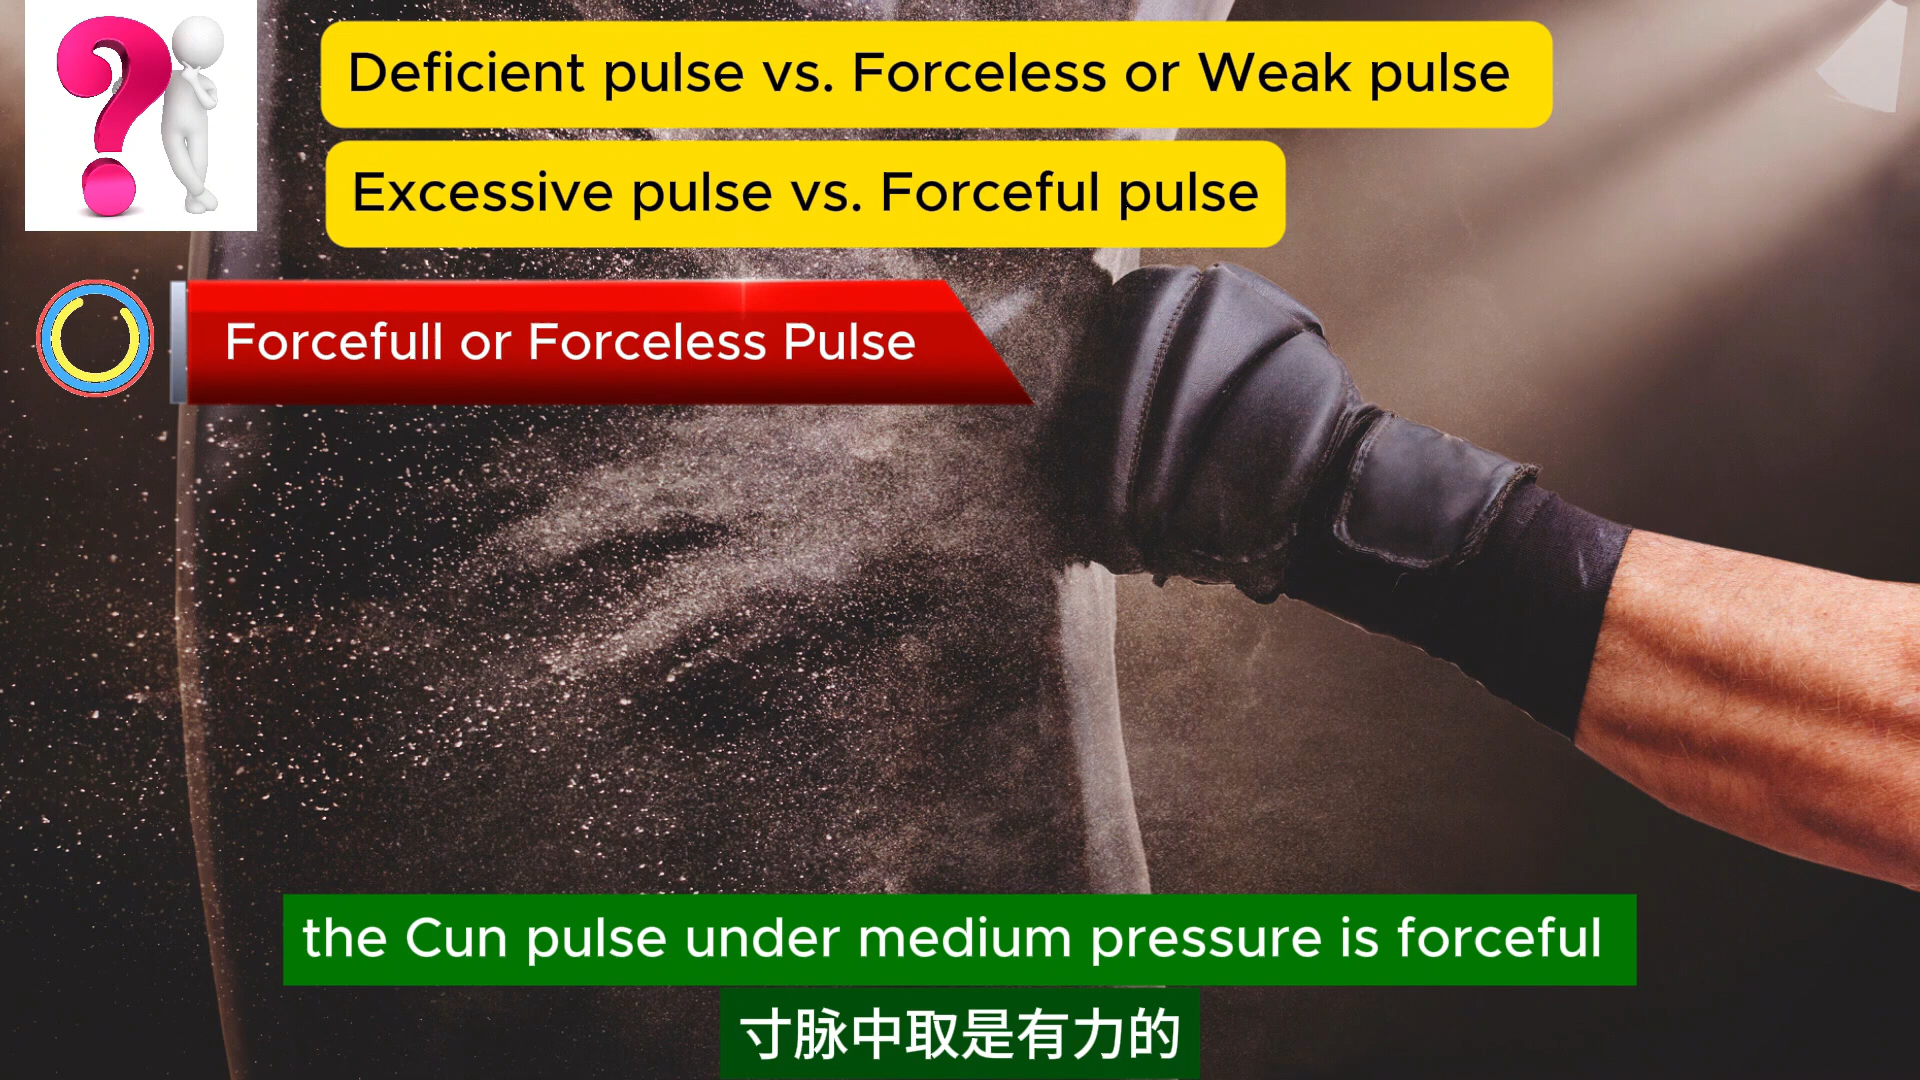 Deficient pulse vs. Forceless or Weak pulse
Excessive pulse vs. Forceful pulse
Forcefull or Forceless Pulse
the Cun pulse under medium pressure is forceful
寸脉中取是有力的